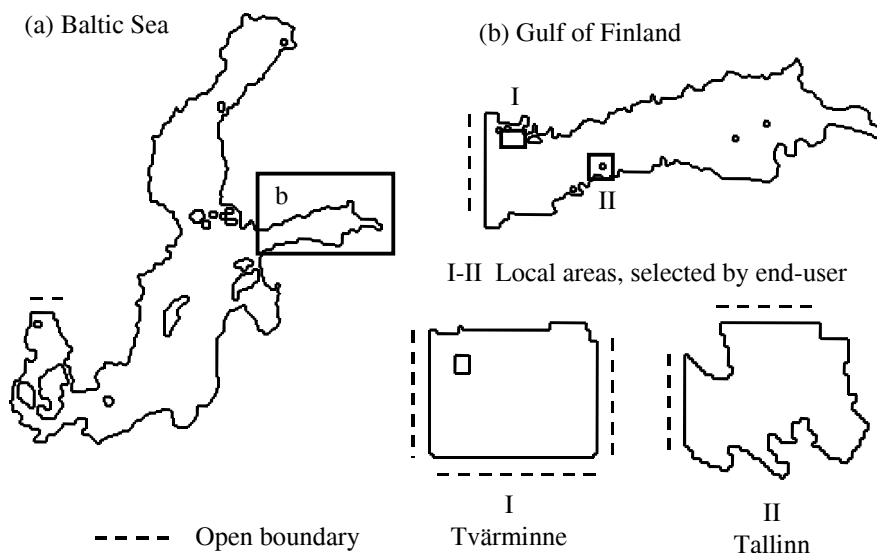 (a) Baltic Sea
(b) Gulf of Finland
I
b
II
I-II Local areas, selected by end-user
I
Tvärminne
II
Tallinn
Open boundary